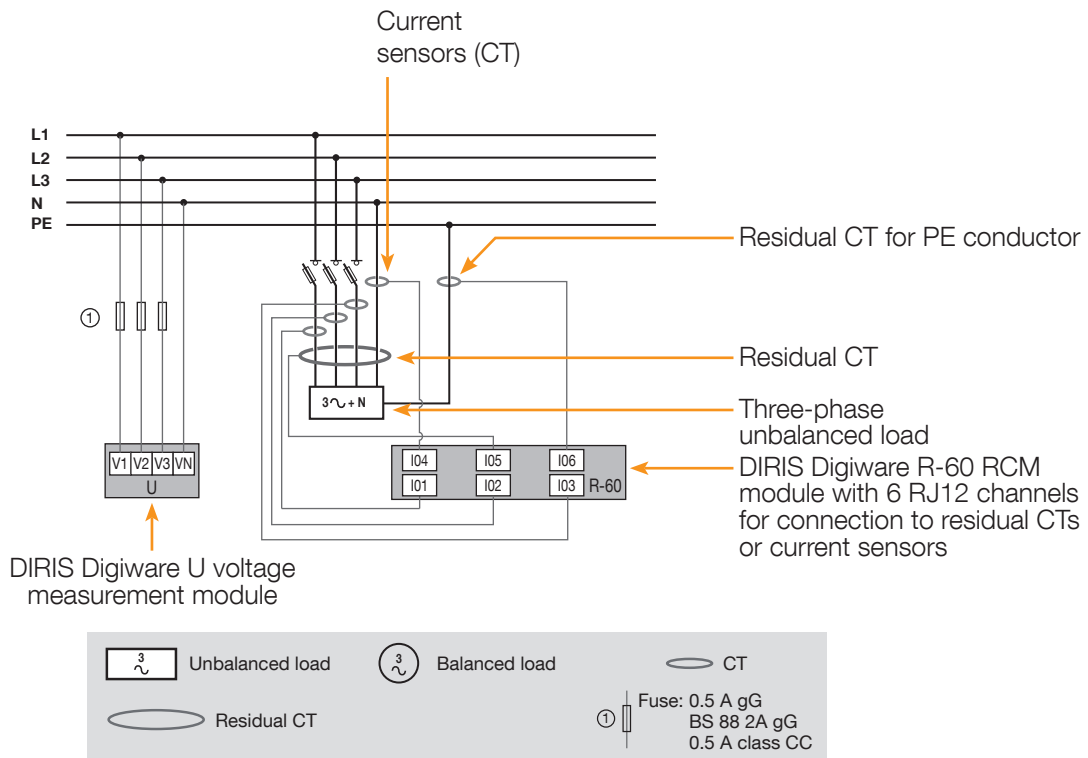 Current
sensors (CT)
L1
L2
L3
N
PE
Residual CT for PE conductor
①
Residual CT
3 + N
Three-phase
unbalanced load
V1 V2 V3 VN
U
I04 I05 I06
I01 I02 I03 R-60
DIRIS Digiware R-60 RCM
module with 6 RJ12 channels
for connection to residual CTs
or current sensors
DIRIS Digiware U voltage
measurement module
3 Unbalanced load
3 Balanced load
CT
Residual CT
① Fuse: 0.5 A gG
BS 88 2A gG
0.5 A class CC